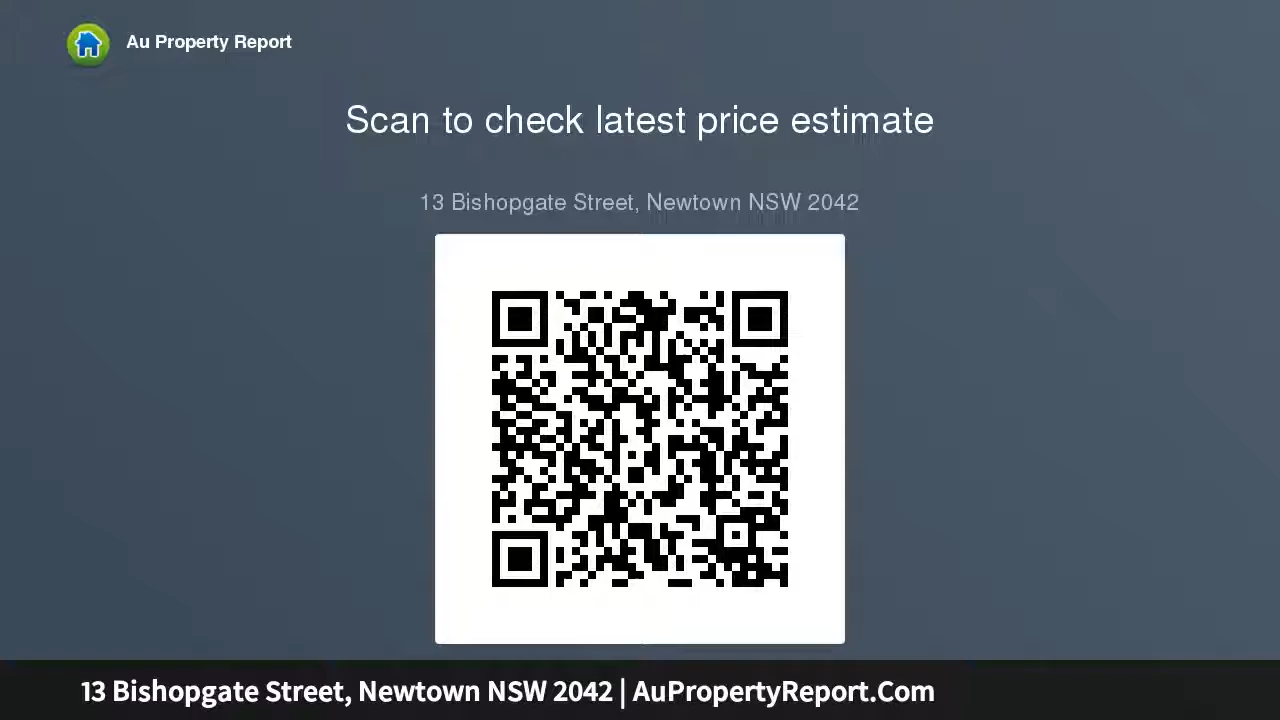 Au Property Report
Scan to check latest price estimate
13 Bishopgate Street, Newtown NSW 2042
13 Bishopgate Street, Newtown NSW 2042 | AuPropertyReport.Com